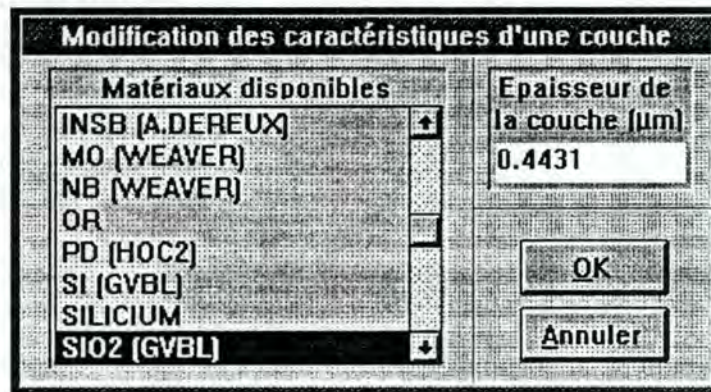 Modification des caractéristiques d'une couche
Matériaux disponibles
INSB (A.DEREUX)
MO (WEAVER)
NB (WEAVER)
OR
PD (HOC2)
SI (GVBL)
SILICIUM
SIO2 (GVBL)
Epaisseur de
la couche (µm)
0.4431
OK
Annuler